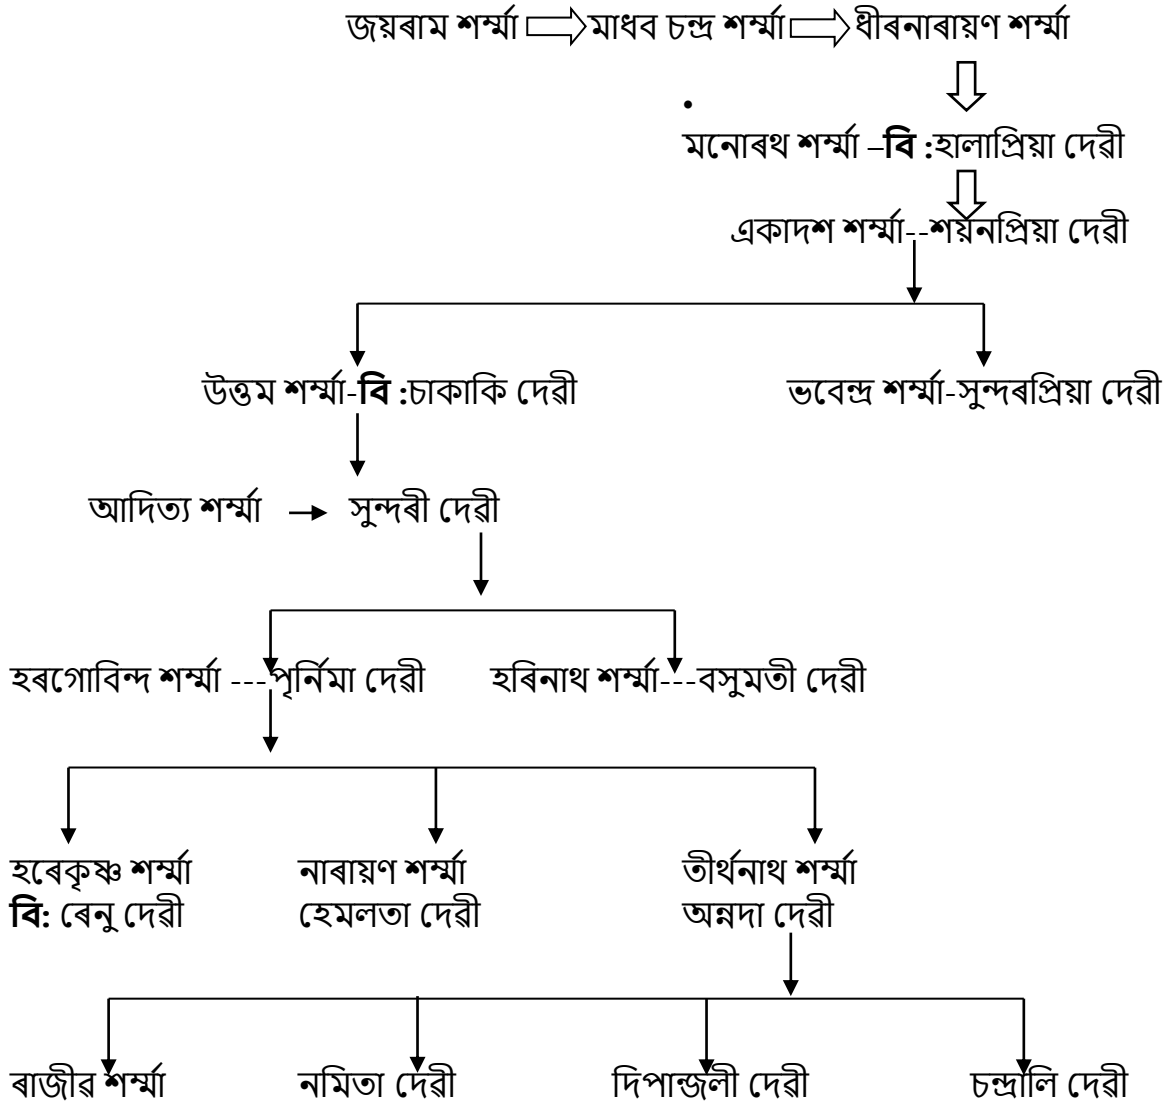 জয়ৰাম শৰ্ম্মা মাধব চন্দ্ৰ শৰ্ম্মা ধীৰনাৰায়ণ শৰ্ম্মা
•
মনোৰথ শৰ্ম্মা –বি :হালাপ্ৰিয়া দেৱী
একাদশ শৰ্ম্মা--শয়নপ্ৰিয়া দেৱী
উত্তম শৰ্ম্মা-বি :চাকাকি দেৱী ভবেন্দ্ৰ শৰ্ম্মা-সুন্দৰপ্ৰিয়া দেৱী
আদিত্য শৰ্ম্মা সুন্দৰী দেৱী
হৰগোবিন্দ শৰ্ম্মা ---পৃৰ্নিমা দেৱী হৰিনাথ শৰ্ম্মা---বসুমতী দেৱী
হৰেকৃষ্ণ শৰ্ম্মা নাৰায়ণ শৰ্ম্মা তীৰ্থনাথ শৰ্ম্মা
বি: ৰেনু দেৱী হেমলতা দেৱী অন্নদা দেৱী
ৰাজীৱ শৰ্ম্মা নমিতা দেৱী দিপাঞ্জলী দেৱী চন্দ্ৰালি দেৱী